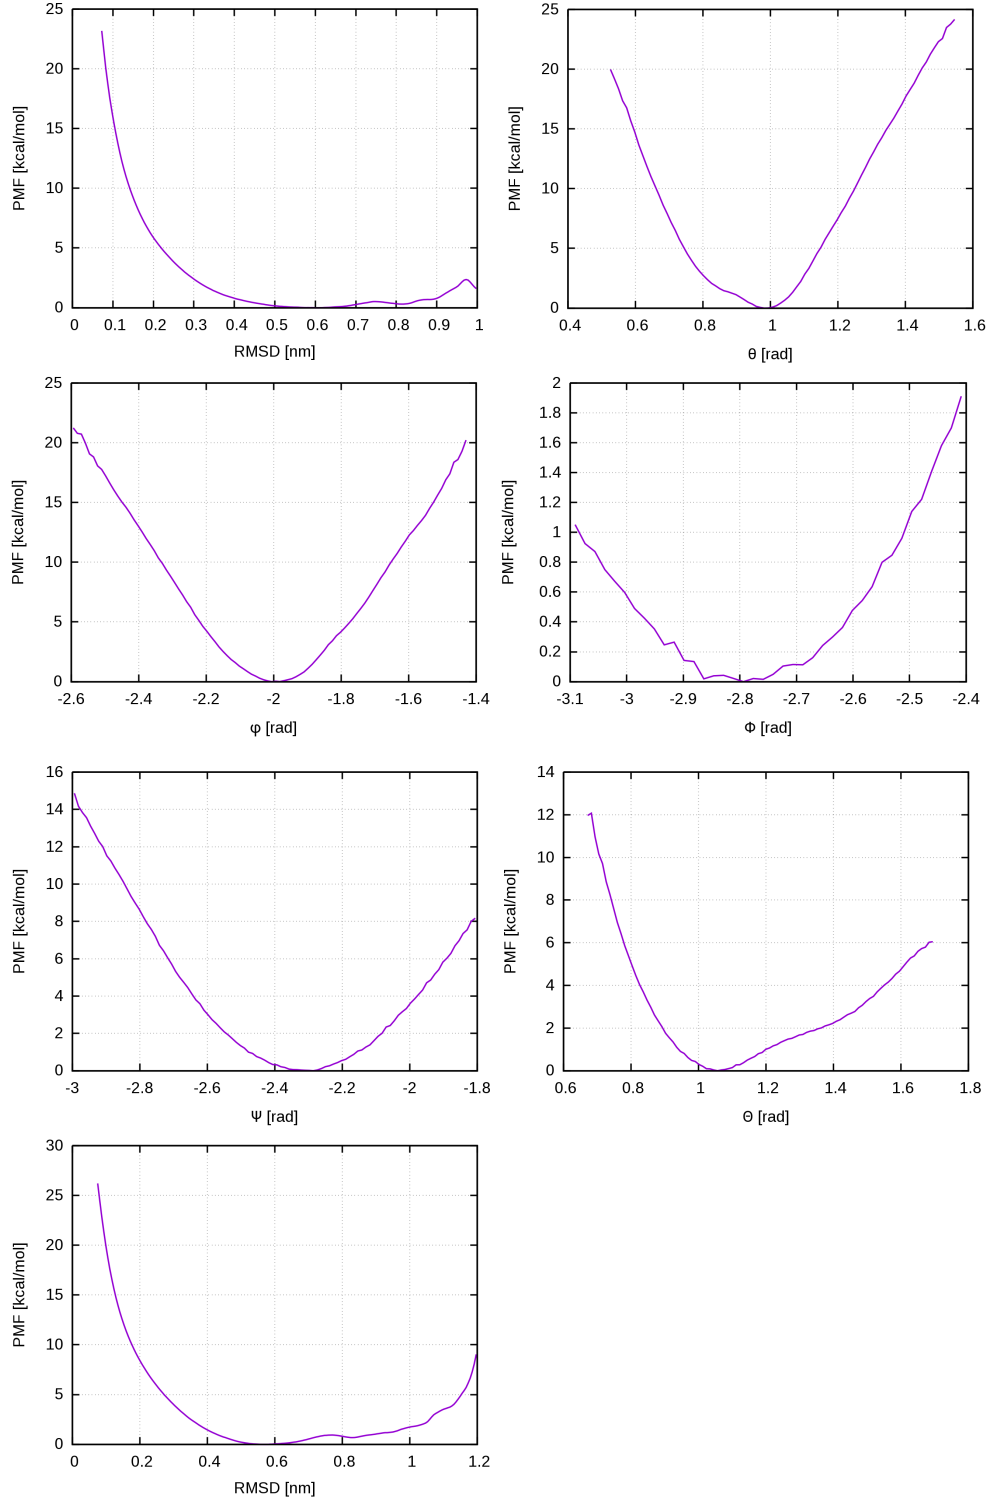 25
20
15
10
5
0
PMF [kcal/mol]
0 0.1 0.2 0.3 0.4 0.5 0.6 0.7 0.8 0.9 1
RMSD [nm]
25
20
15
10
5
0
PMF [kcal/mol]
0.4 0.6 0.8 1 1.2 1.4 1.6
θ [rad]
25
20
15
10
5
0
PMF [kcal/mol]
-2.6 -2.4 -2.2 -2 -1.8 -1.6 -1.4
φ [rad]
2
1.8
1.6
1.4
1.2
1
0.8
0.6
0.4
0.2
0
PMF [kcal/mol]
-3.1 -3 -2.9 -2.8 -2.7 -2.6 -2.5 -2.4
Φ [rad]
16
14
12
10
8
6
4
2
0
PMF [kcal/mol]
-3 -2.8 -2.6 -2.4 -2.2 -2 -1.8
Ψ [rad]
14
12
10
8
6
4
2
0
PMF [kcal/mol]
0.6 0.8 1 1.2 1.4 1.6 1.8
Θ [rad]
30
25
20
15
10
5
0
PMF [kcal/mol]
0 0.2 0.4 0.6 0.8 1 1.2
RMSD [nm]